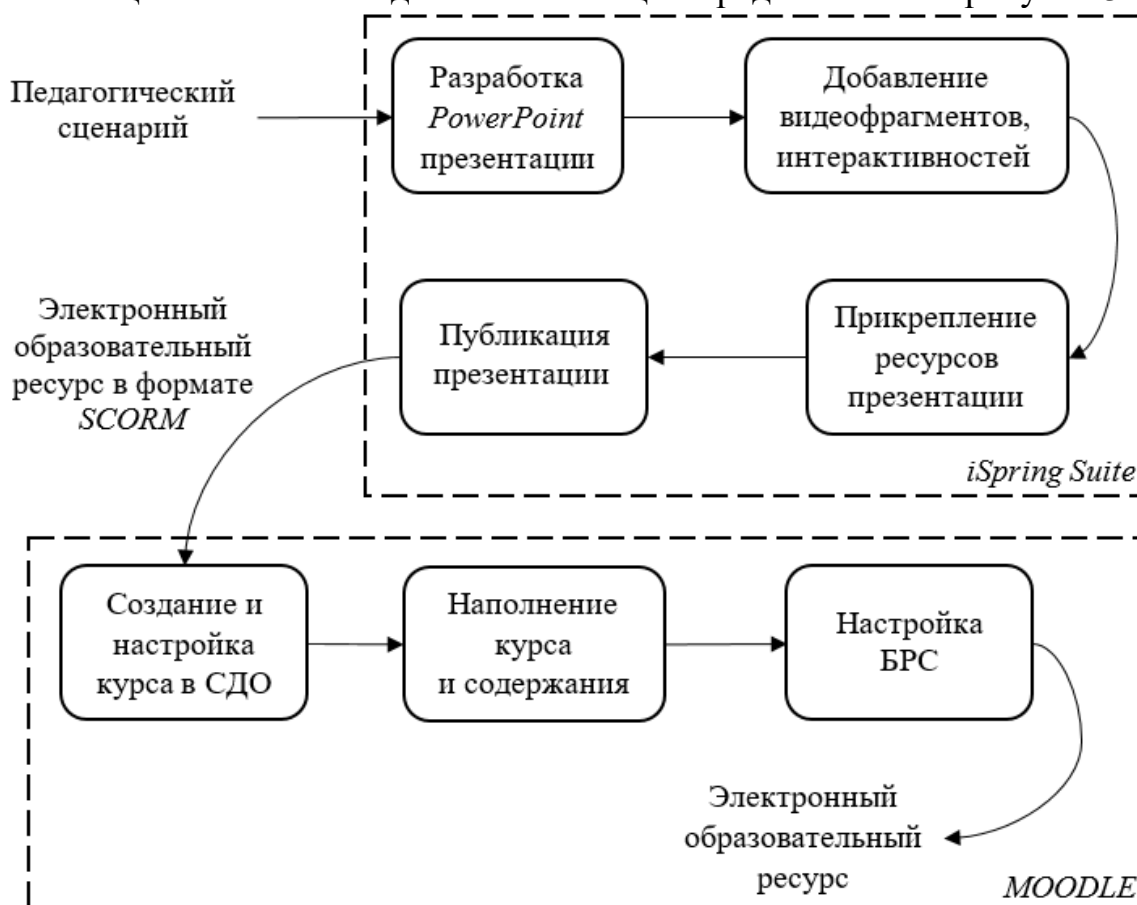 Педагогический
сценарий
Разработка
PowerPoint
презентации
Добавление
видеофрагментов,
интерактивностей
Прикрепление
ресурсов
презентации
Публикация
презентации
Электронный
образовательный
ресурс в формате
SCORM
iSpring Suite
Создание и
настройка
курса в СДО
Наполнение
курса
и содержания
Настройка
БРС
Электронный
образовательный
ресурс
MOODLE